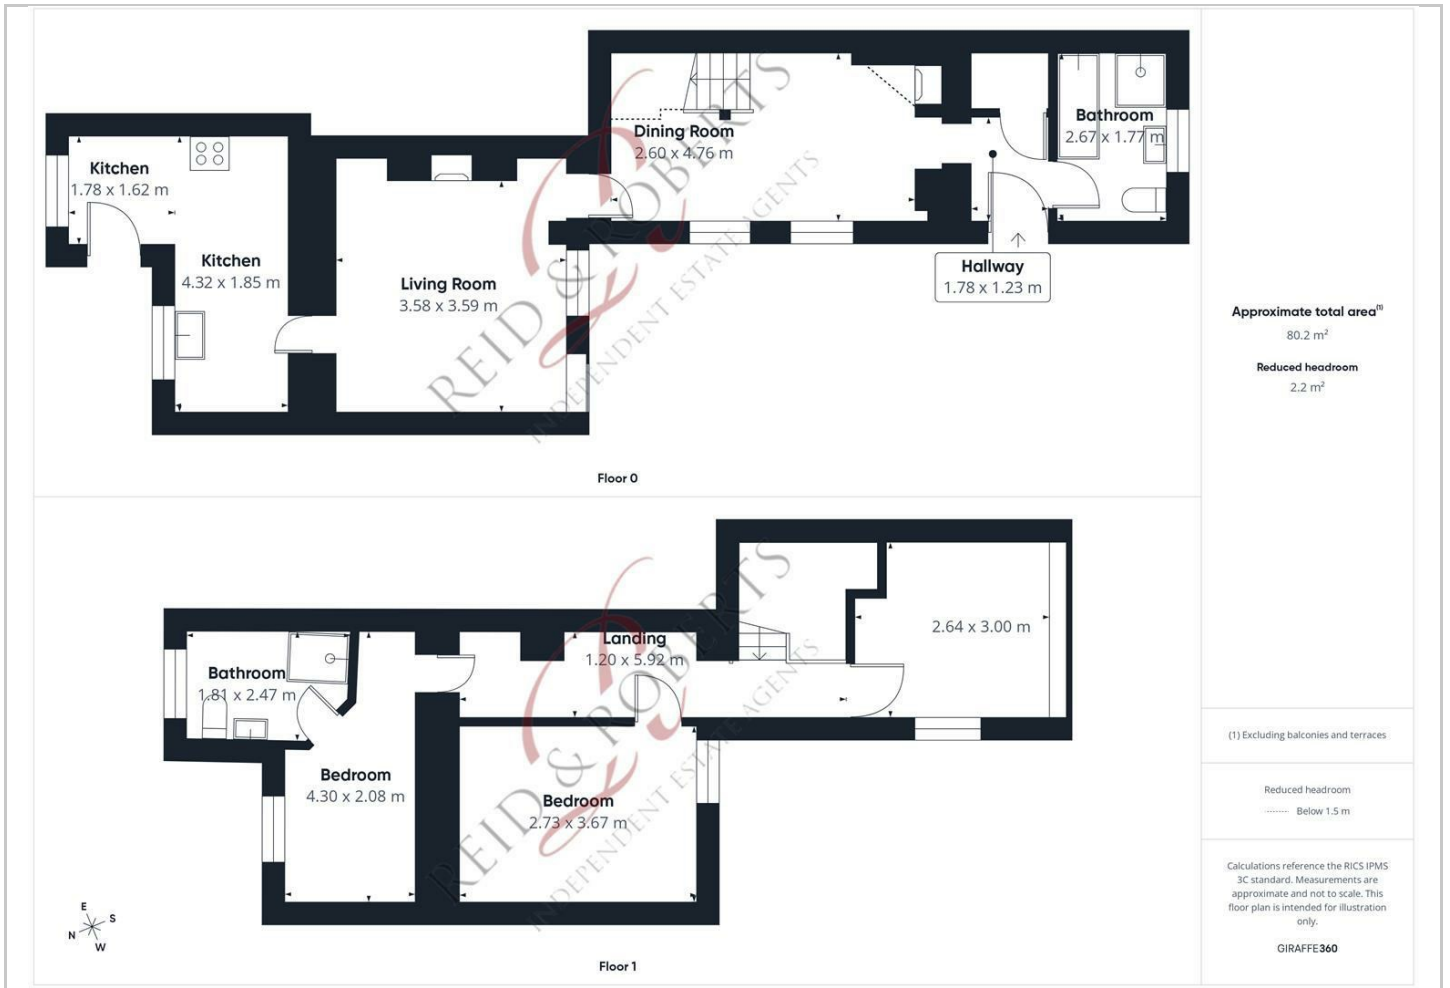 Kitchen
1.78 x 1.62 m
Kitchen
4.32 x 1.85 m
Living Room
3.58 x 3.59 m
Dining Room
2.60 x 4.76 m
Bathroom
2.67 x 1.77 m
Hallway
1.78 x 1.23 m
REID & ROBERTS
INDEPENDENT ESTATE AGENTS
Floor 0
Approximate total area⁽¹⁾
80.2 m²
Reduced headroom
2.2 m²
Landing
1.20 x 5.92 m
2.64 x 3.00 m
Bathroom
1.81 x 2.47 m
Bedroom
4.30 x 2.08 m
Bedroom
2.73 x 3.67 m
REID & ROBERTS
INDEPENDENT ESTATE AGENTS
E
S
N
W
Floor 1
(1) Excluding balconies and terraces
Reduced headroom
Below 1.5 m
Calculations reference the RICS IPMS
3C standard. Measurements are
approximate and not to scale. This
floor plan is intended for illustration
only.
GIRAFFE360